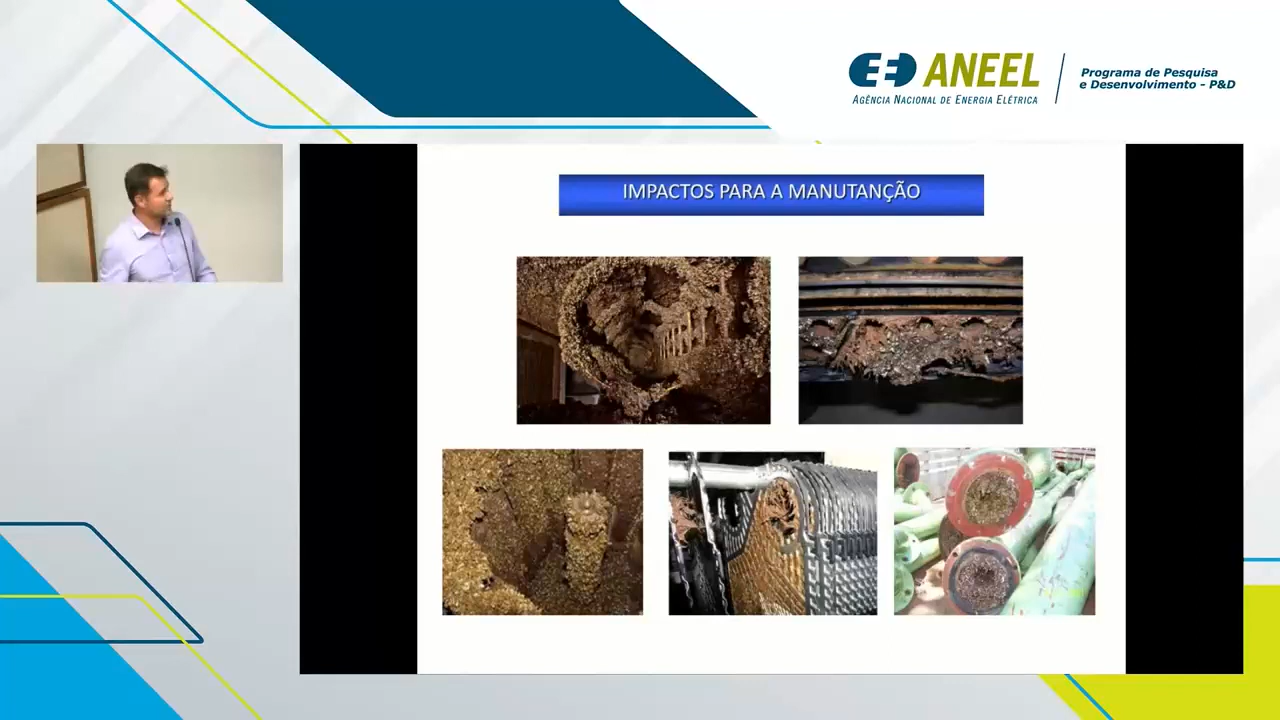 ANEEL
AGÊNCIA NACIONAL DE ENERGIA ELÉTRICA
Programa de Pesquisa
e Desenvolvimento - P&D
IMPACTOS PARA A MANUTANÇÃO